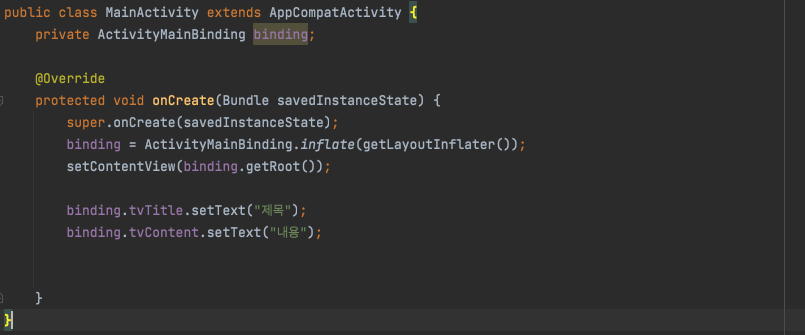 public class MainActivity extends AppCompatActivity {
private ActivityMainBinding binding;
@Override
protected void onCreate(Bundle savedInstanceState) {
super.onCreate(savedInstanceState);
binding = ActivityMainBinding.inflate(getLayoutInflater());
setContentView(binding.getRoot());
binding.tvTitle.setText("제목");
binding.tvContent.setText("내용");
}
}